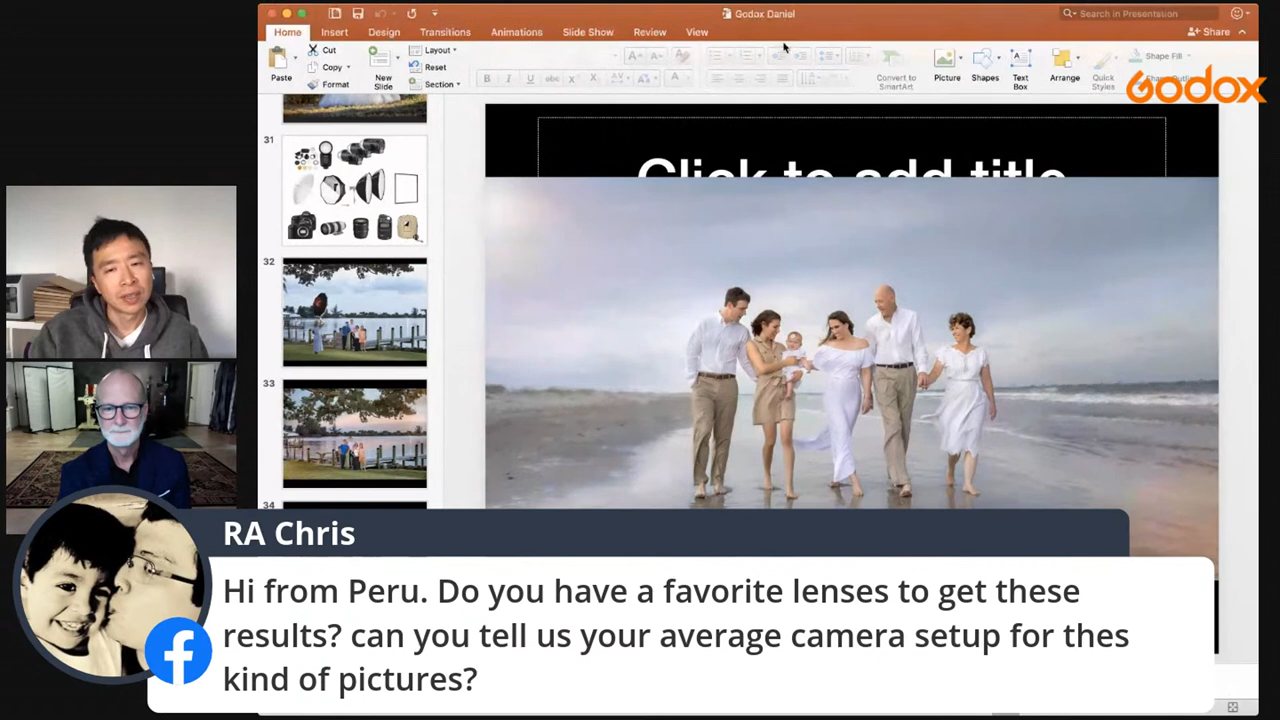 Godox Daniel
Search in Presentation
Home
Insert
Design
Transitions
Animations
Slide Show
Review
View
Share
Paste
Cut
Copy
Format
New
Slide
Layout
Reset
Section
B I U abc X X
Convert to
SmartArt
Picture
Shapes
Text
Box
Arrange
Quick
Styles
Shape Fill
Godox
31
32
33
34
Click to add title
RA Chris
Hi from Peru. Do you have a favorite lenses to get these
results? can you tell us your average camera setup for thes
kind of pictures?